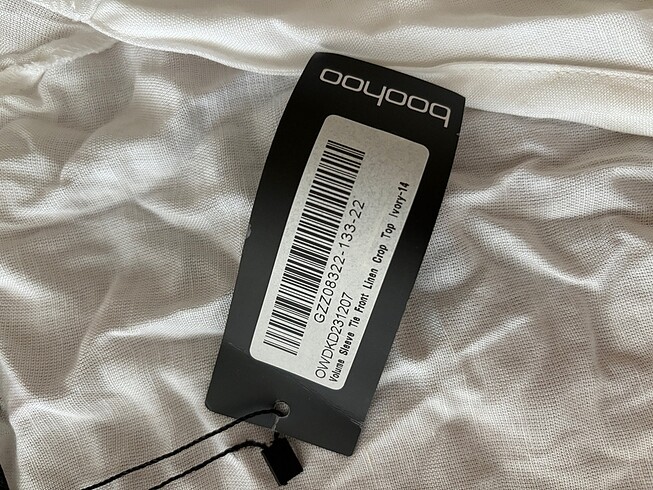 boohoo
GZZ08322-133-22
OWDKD231207
Volume Sleeve Tie Front Linen Crop Top Ivory-14